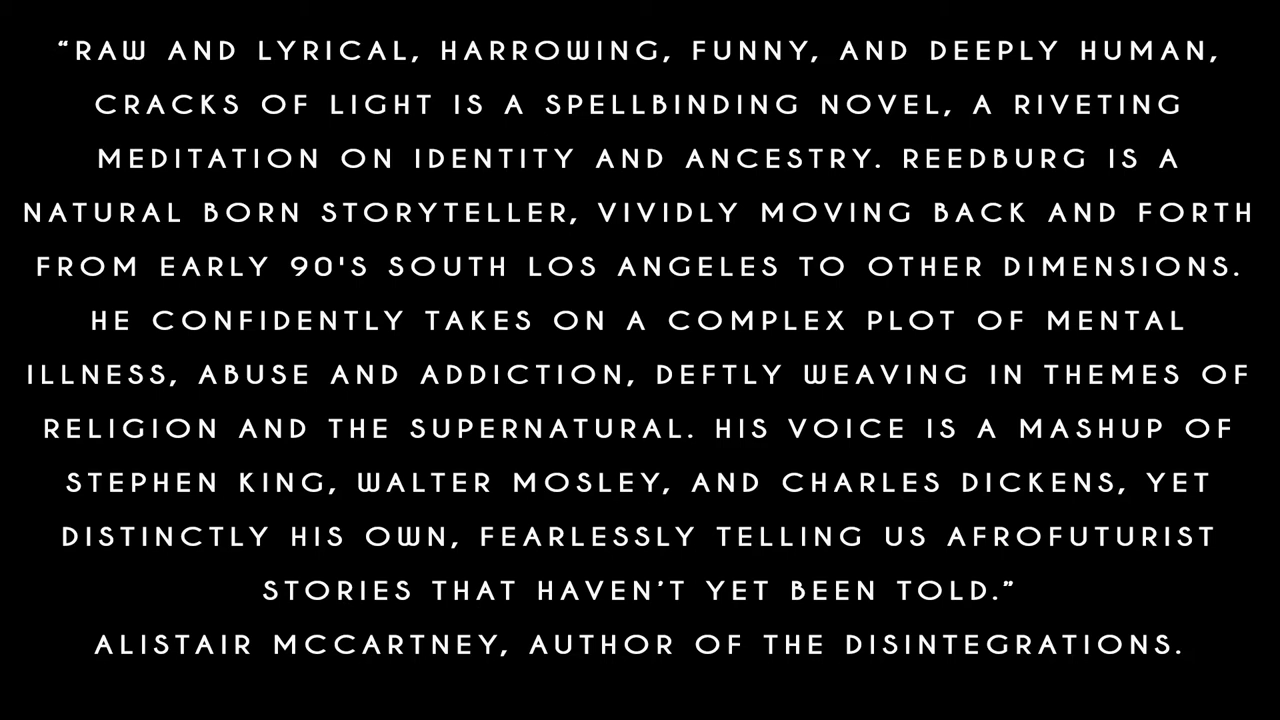 “RAW AND LYRICAL, HARROWING, FUNNY, AND DEEPLY HUMAN,
CRACKS OF LIGHT IS A SPELLBINDING NOVEL, A RIVETING
MEDITATION ON IDENTITY AND ANCESTRY. REEDBURG IS A
NATURAL BORN STORYTELLER, VIVIDLY MOVING BACK AND FORTH
FROM EARLY 90'S SOUTH LOS ANGELES TO OTHER DIMENSIONS.
HE CONFIDENTLY TAKES ON A COMPLEX PLOT OF MENTAL
ILLNESS, ABUSE AND ADDICTION, DEFTLY WEAVING IN THEMES OF
RELIGION AND THE SUPERNATURAL. HIS VOICE IS A MASHUP OF
STEPHEN KING, WALTER MOSLEY, AND CHARLES DICKENS, YET
DISTINCTLY HIS OWN, FEARLESSLY TELLING US AFROFUTURIST
STORIES THAT HAVEN’T YET BEEN TOLD.”
ALISTAIR MCCARTNEY, AUTHOR OF THE DISINTEGRATIONS.